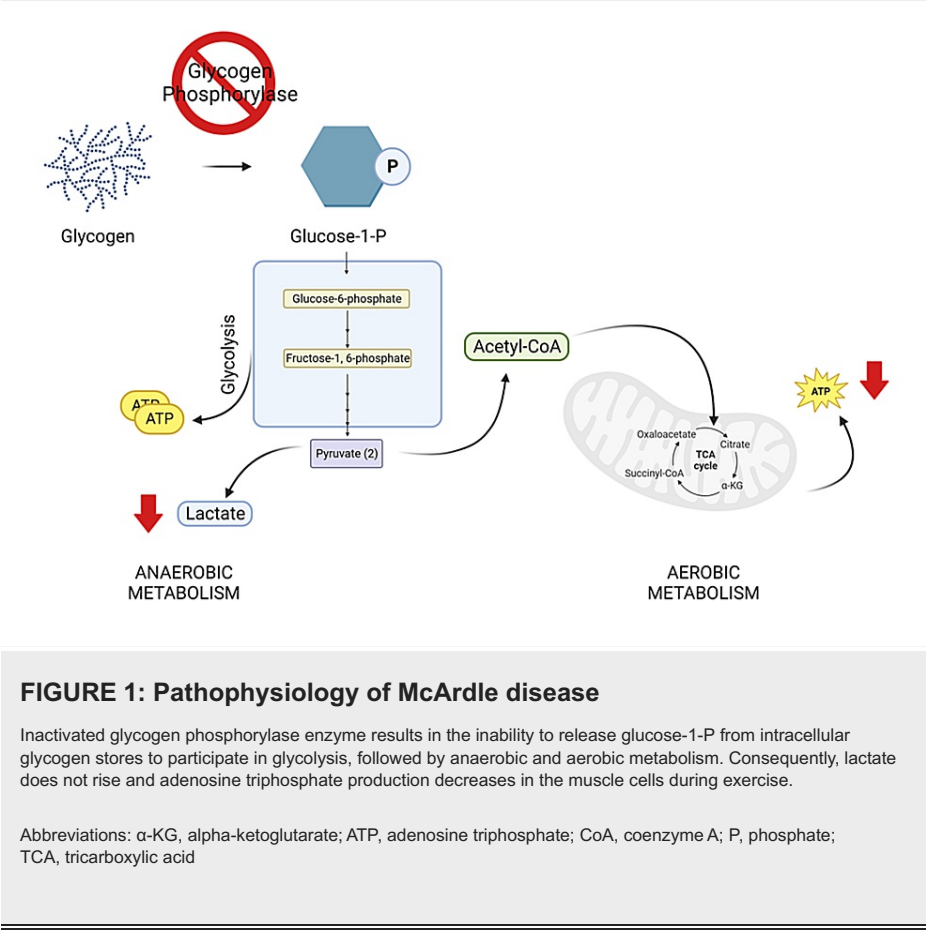 Glycogen
Phosphorylase
P
Glycogen
Glucose-1-P
Glucose-6-phosphate
Glycolysis
Fructose-1, 6-phosphate
Acetyl-CoA
ATP
ATP
ATP
Oxaloacetate
Citrate
TCA
cycle
Succinyl-CoA
α-KG
Pyruvate (2)
Lactate
ANAEROBIC
METABOLISM
AEROBIC
METABOLISM
FIGURE 1: Pathophysiology of McArdle disease
Inactivated glycogen phosphorylase enzyme results in the inability to release glucose-1-P from intracellular
glycogen stores to participate in glycolysis, followed by anaerobic and aerobic metabolism. Consequently, lactate
does not rise and adenosine triphosphate production decreases in the muscle cells during exercise.
Abbreviations: α-KG, alpha-ketoglutarate; ATP, adenosine triphosphate; CoA, coenzyme A; P, phosphate;
TCA, tricarboxylic acid